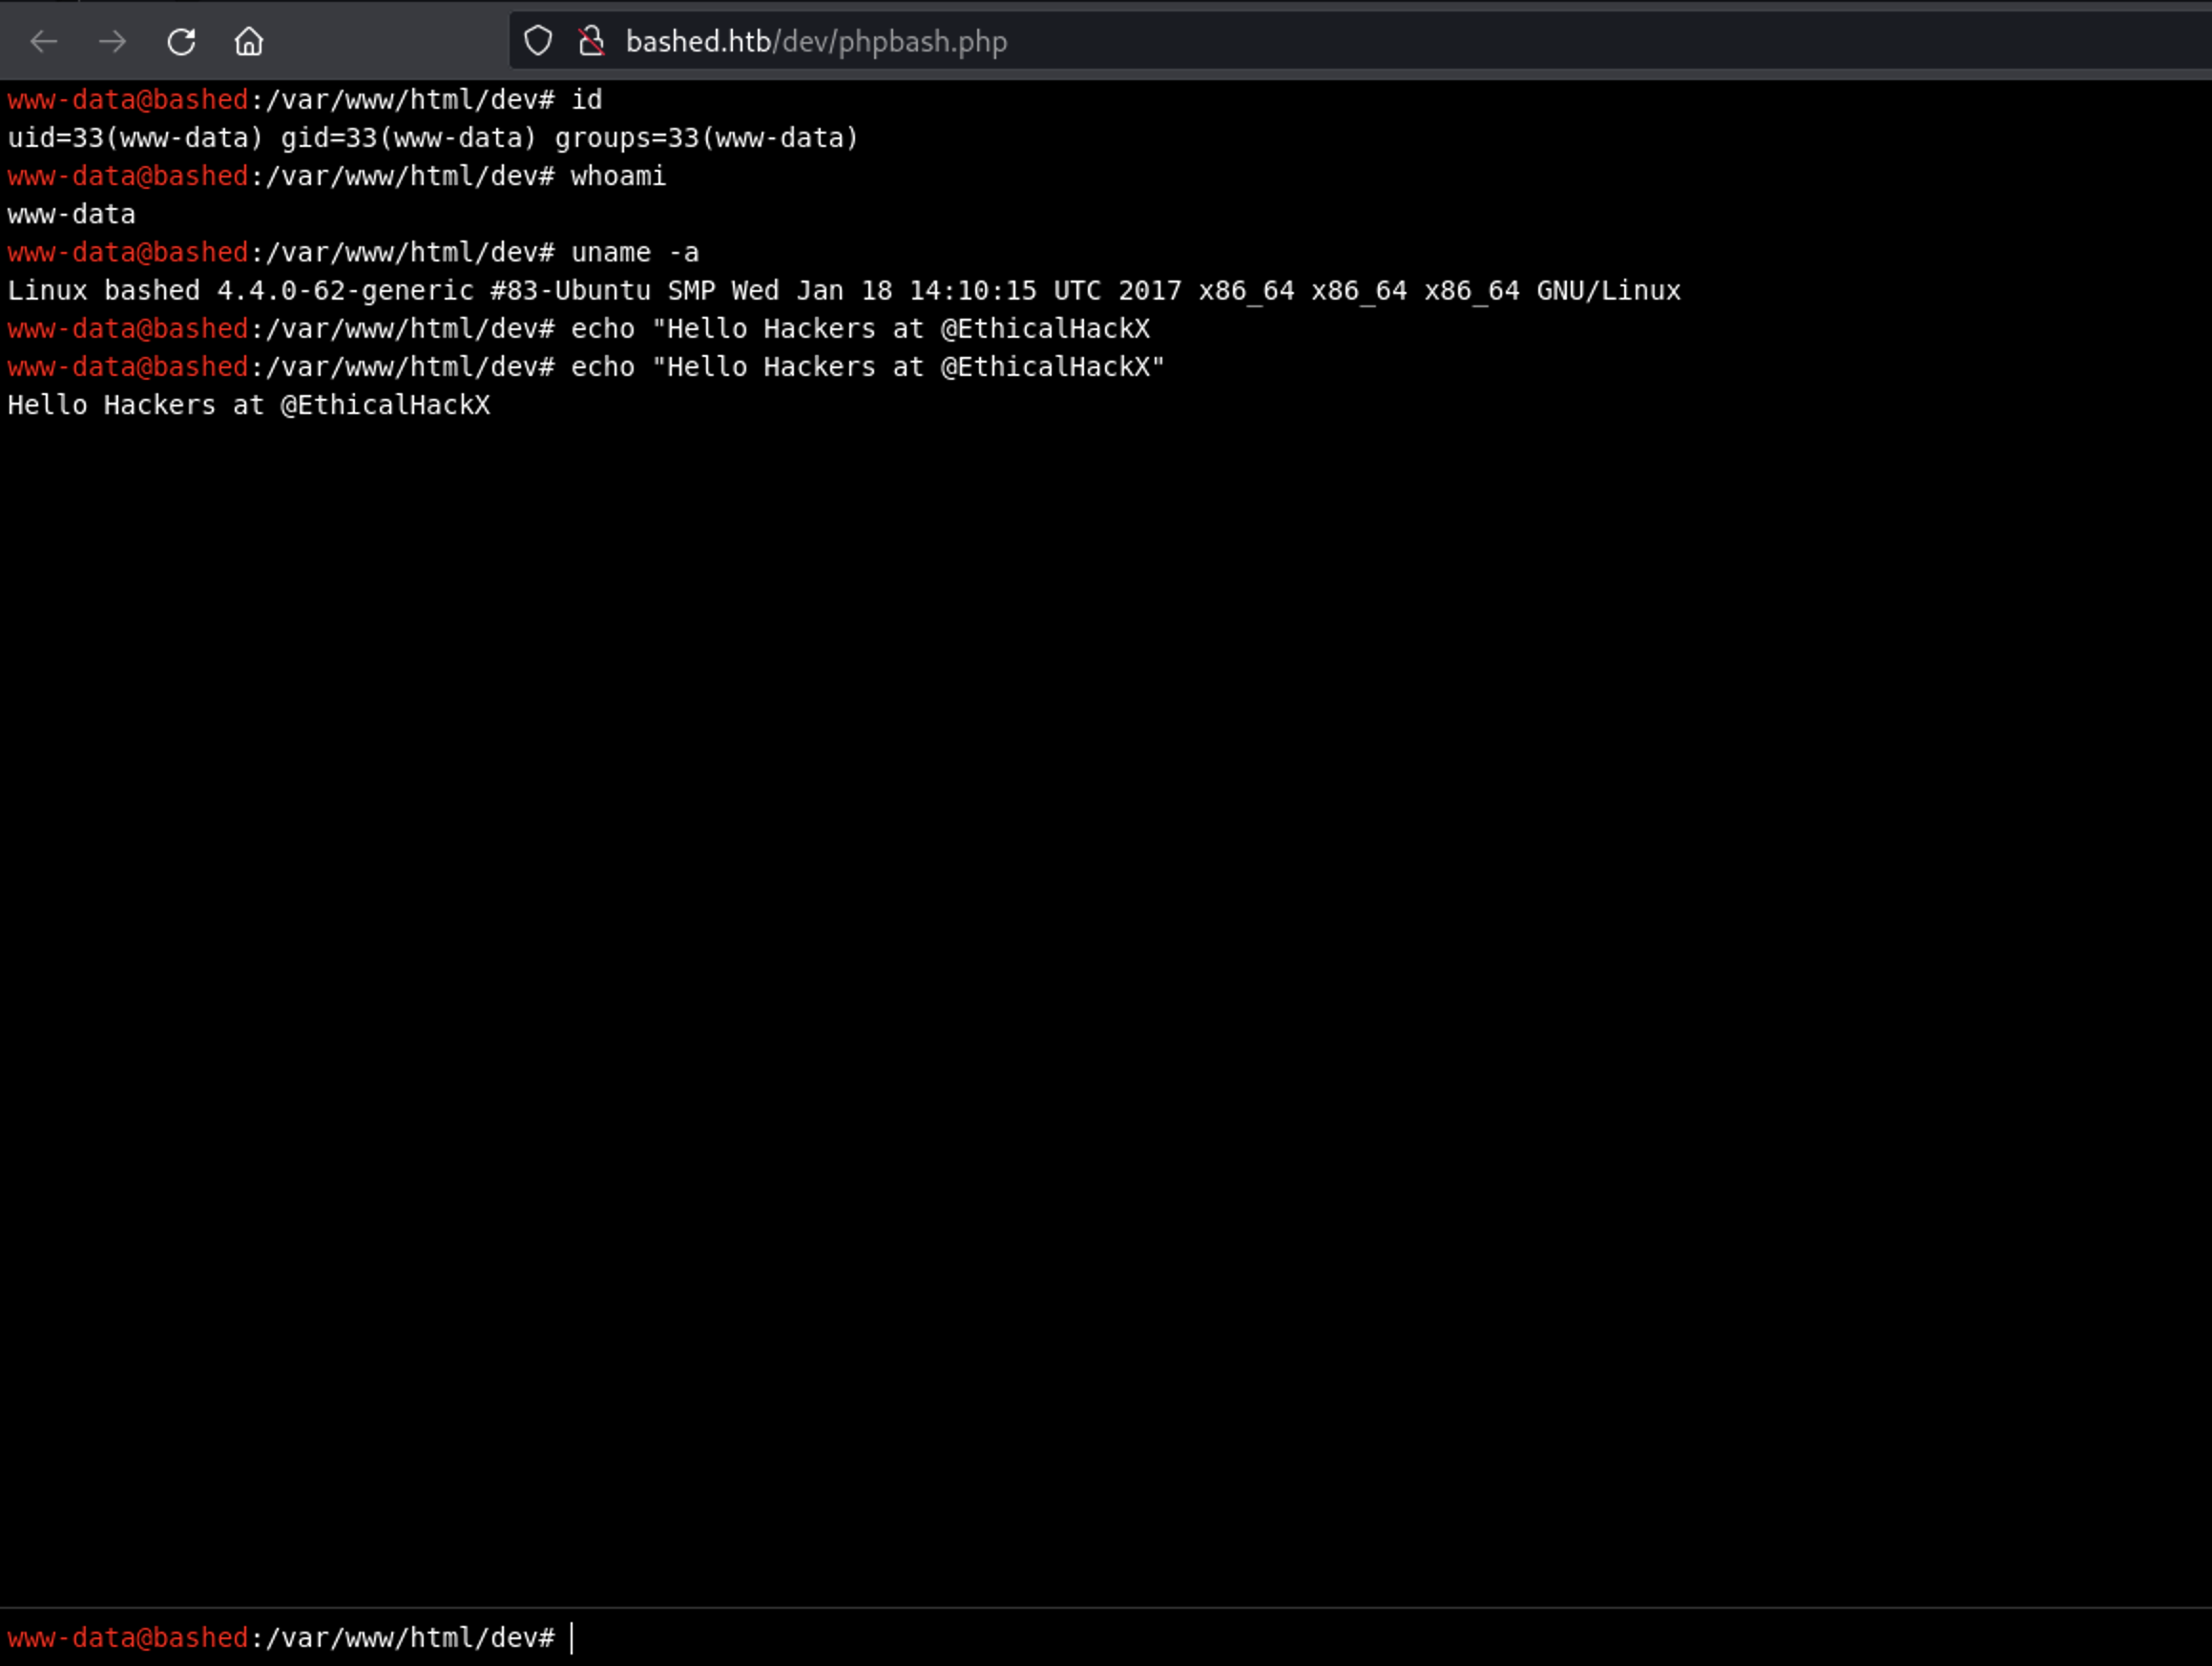 bashed.htb/dev/phpbash.php
www-data@bashed:/var/www/html/dev# id
uid=33(www-data) gid=33(www-data) groups=33(www-data)
www-data@bashed:/var/www/html/dev# whoami
www-data
www-data@bashed:/var/www/html/dev# uname -a
Linux bashed 4.4.0-62-generic #83-Ubuntu SMP Wed Jan 18 14:10:15 UTC 2017 x86_64 x86_64 x86_64 GNU/Linux
www-data@bashed:/var/www/html/dev# echo "Hello Hackers at @EthicalHackX
www-data@bashed:/var/www/html/dev# echo "Hello Hackers at @EthicalHackX"
Hello Hackers at @EthicalHackX
www-data@bashed:/var/www/html/dev#